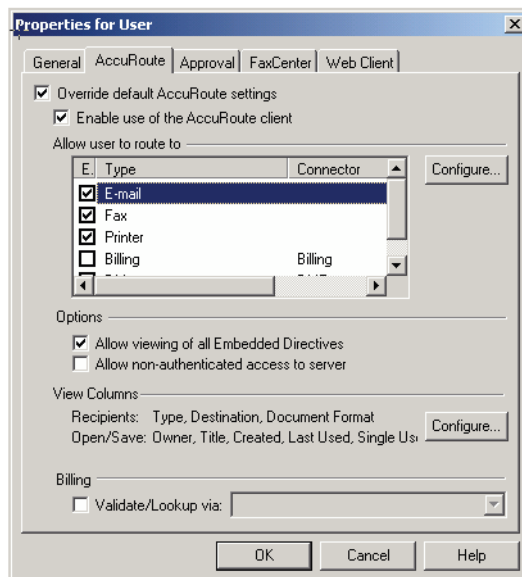 Properties for User
General AccuRoute Approval FaxCenter Web Client
Override default AccuRoute settings
Enable use of the AccuRoute client
Allow user to route to
E. Type Connector
Configure...
E-mail
Fax
Printer
Billing Billing
Options
Allow viewing of all Embedded Directives
Allow non-authenticated access to server
View Columns
Recipients: Type, Destination, Document Format
Open/Save: Owner, Title, Created, Last Used, Single Us
Configure...
Billing
Validate/Lookup via:
OK Cancel Help